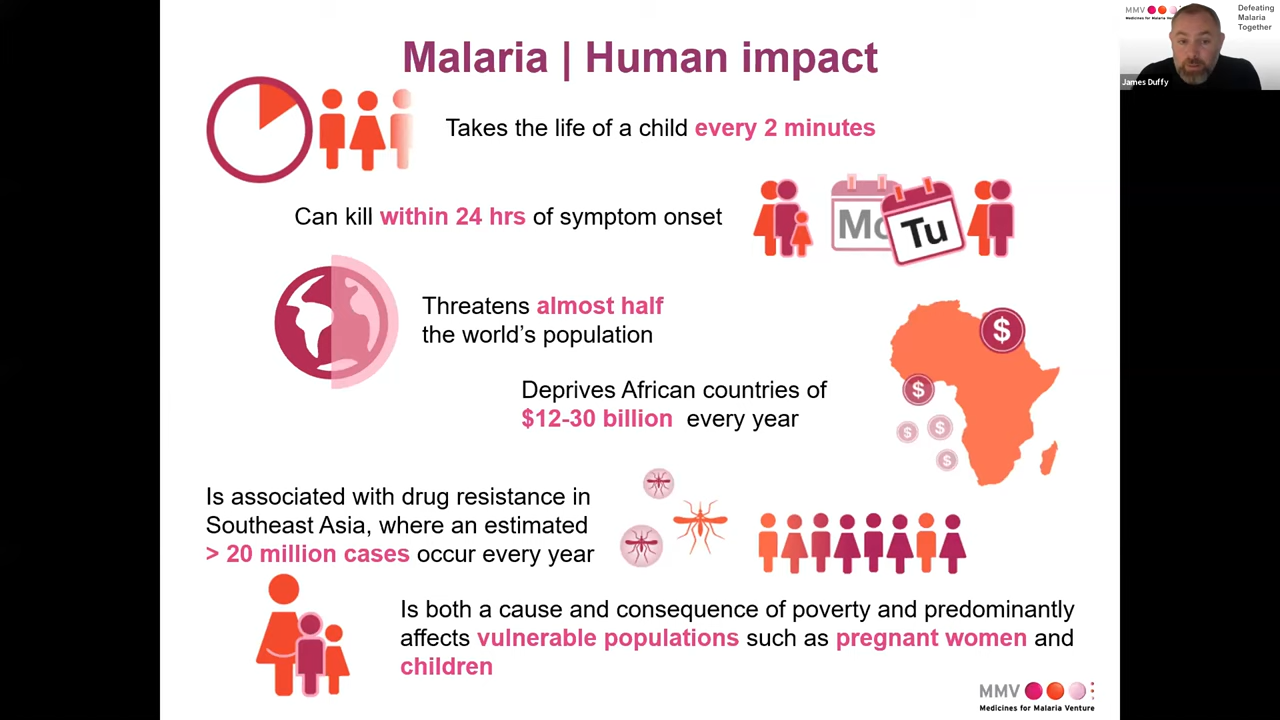 Malaria | Human impact
Takes the life of a child every 2 minutes
Can kill within 24 hrs of symptom onset
Mo
Tu
Threatens almost half
the world's population
$
$
$
$
$
Deprives African countries of
$12-30 billion every year
Is associated with drug resistance in
Southeast Asia, where an estimated
> 20 million cases occur every year
Is both a cause and consequence of poverty and predominantly
affects vulnerable populations such as pregnant women and
children
MMV
Medicines for Malaria Venture
MMV
Medicines for Malaria
Defeating
Malaria
Together
James Duffy